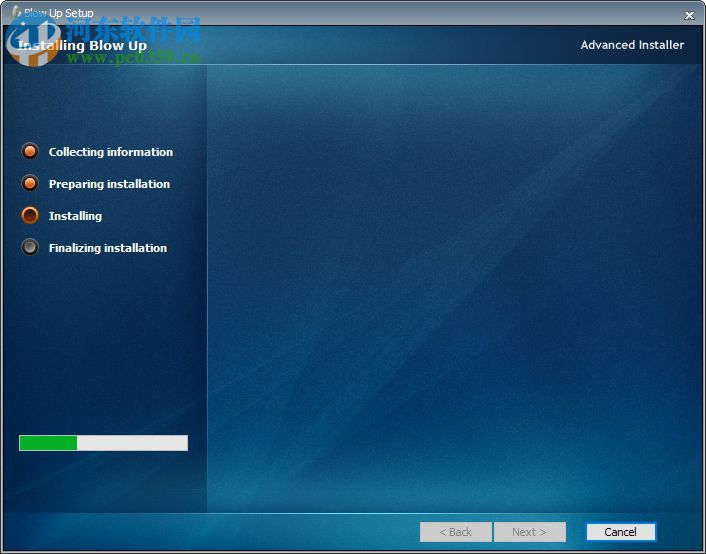 Blow Up Setup
河东软件网
Installing Blow Up
Advanced Installer
www.pc0359.cn
Collecting information
Preparing installation
Installing
Finalizing installation
< Back
Next >
Cancel